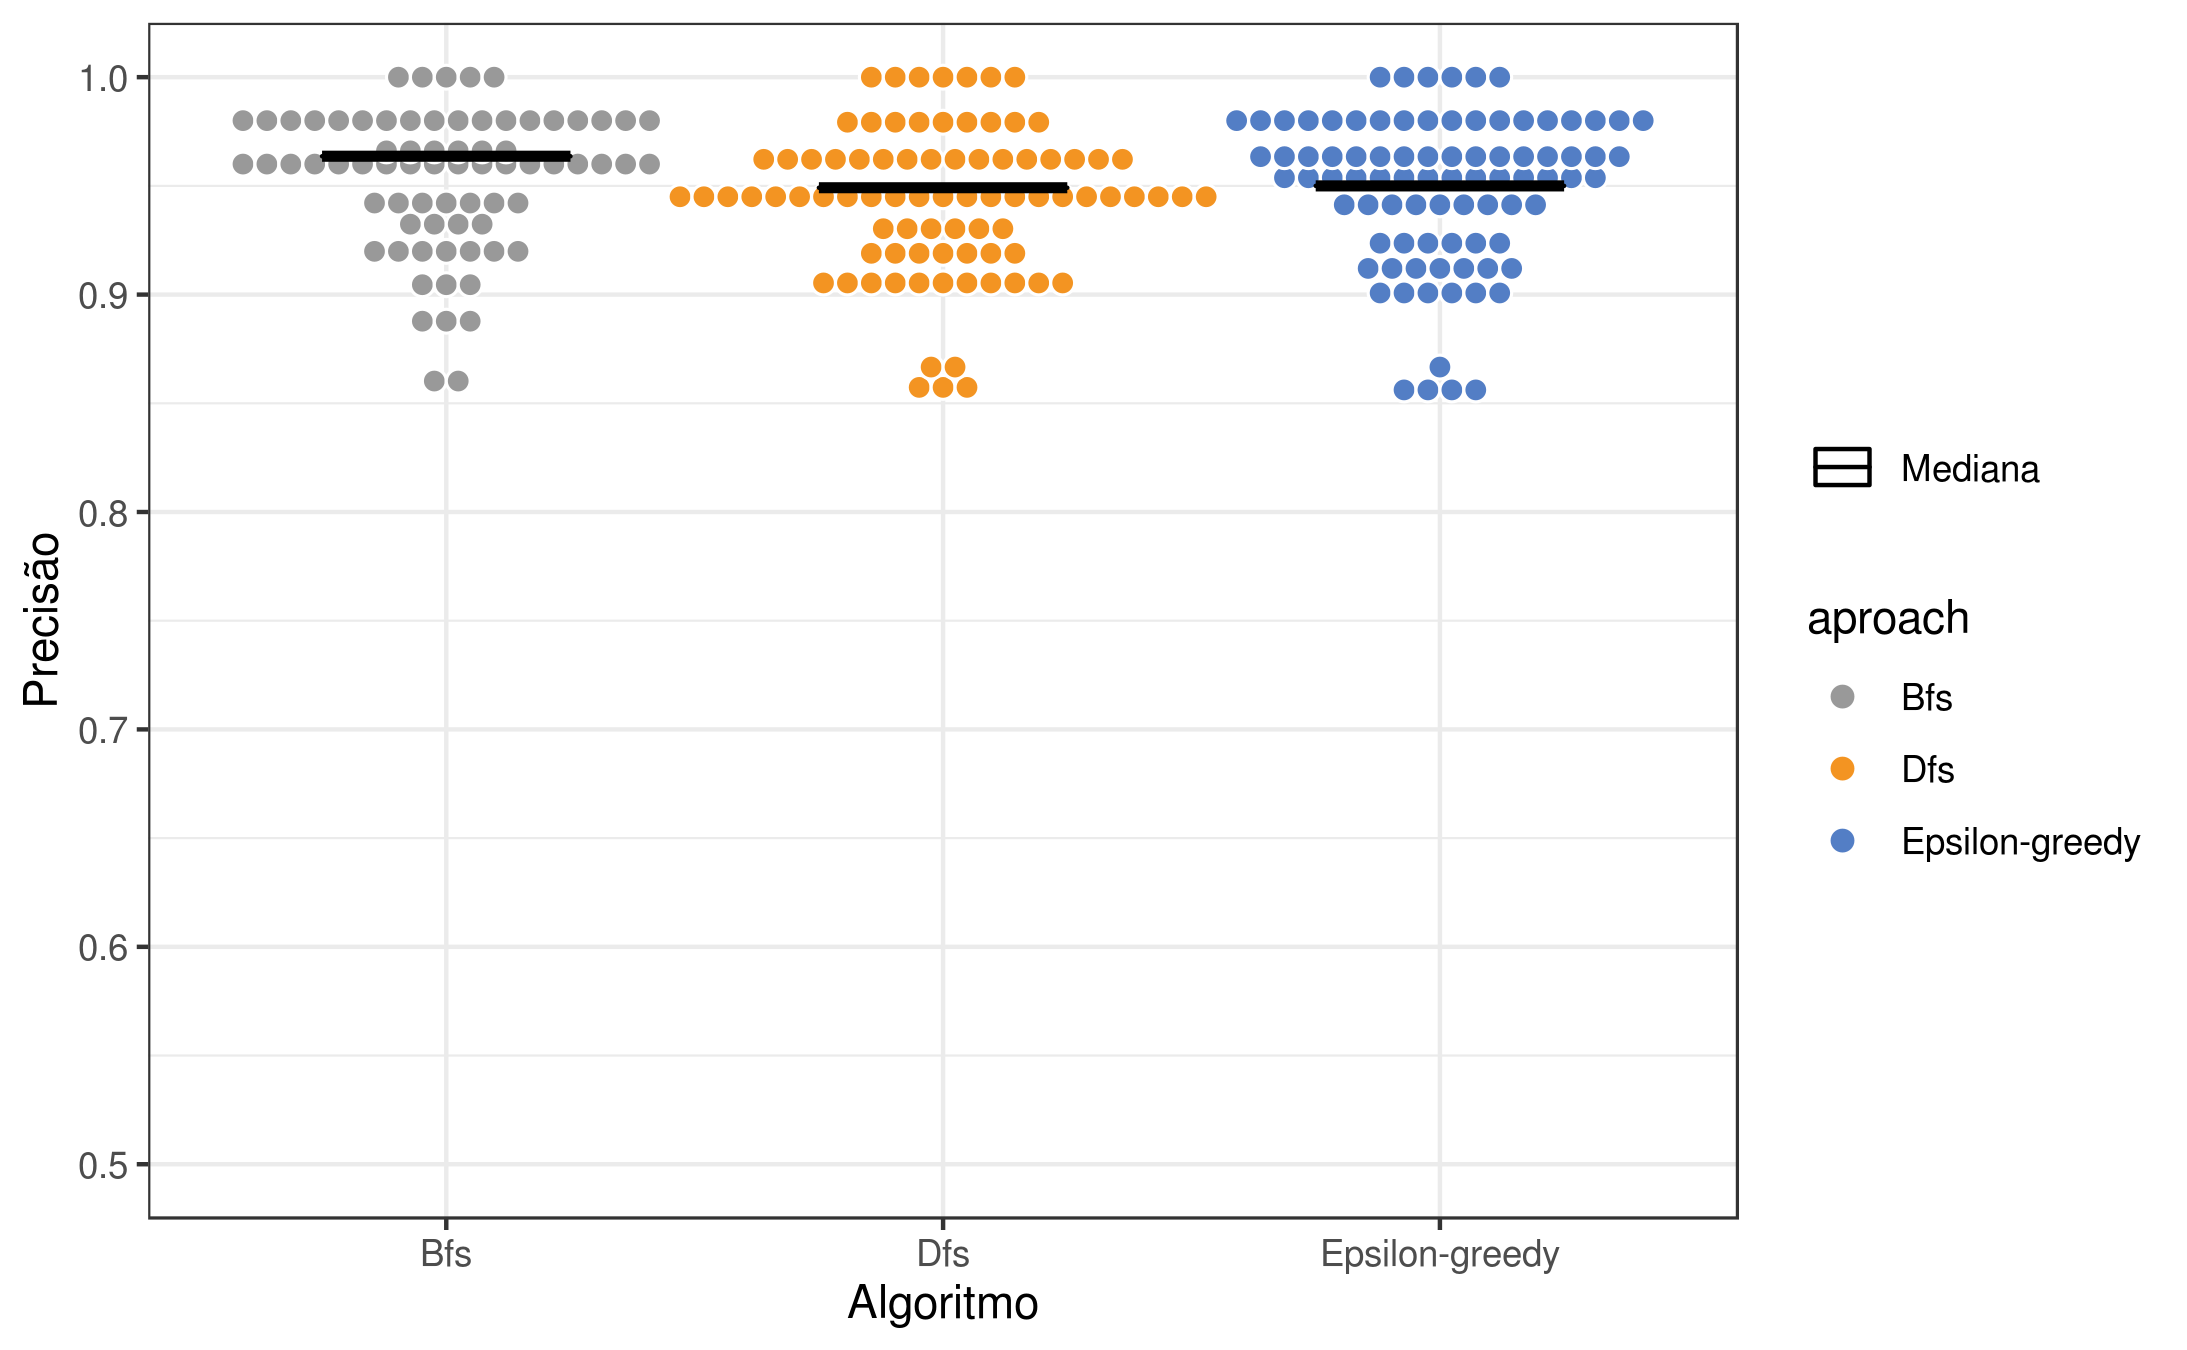 Precisão
1.0
0.9
0.8
0.7
0.6
0.5
Bfs
Dfs
Epsilon-greedy
Algoritmo
Mediana
aproach
Bfs
Dfs
Epsilon-greedy